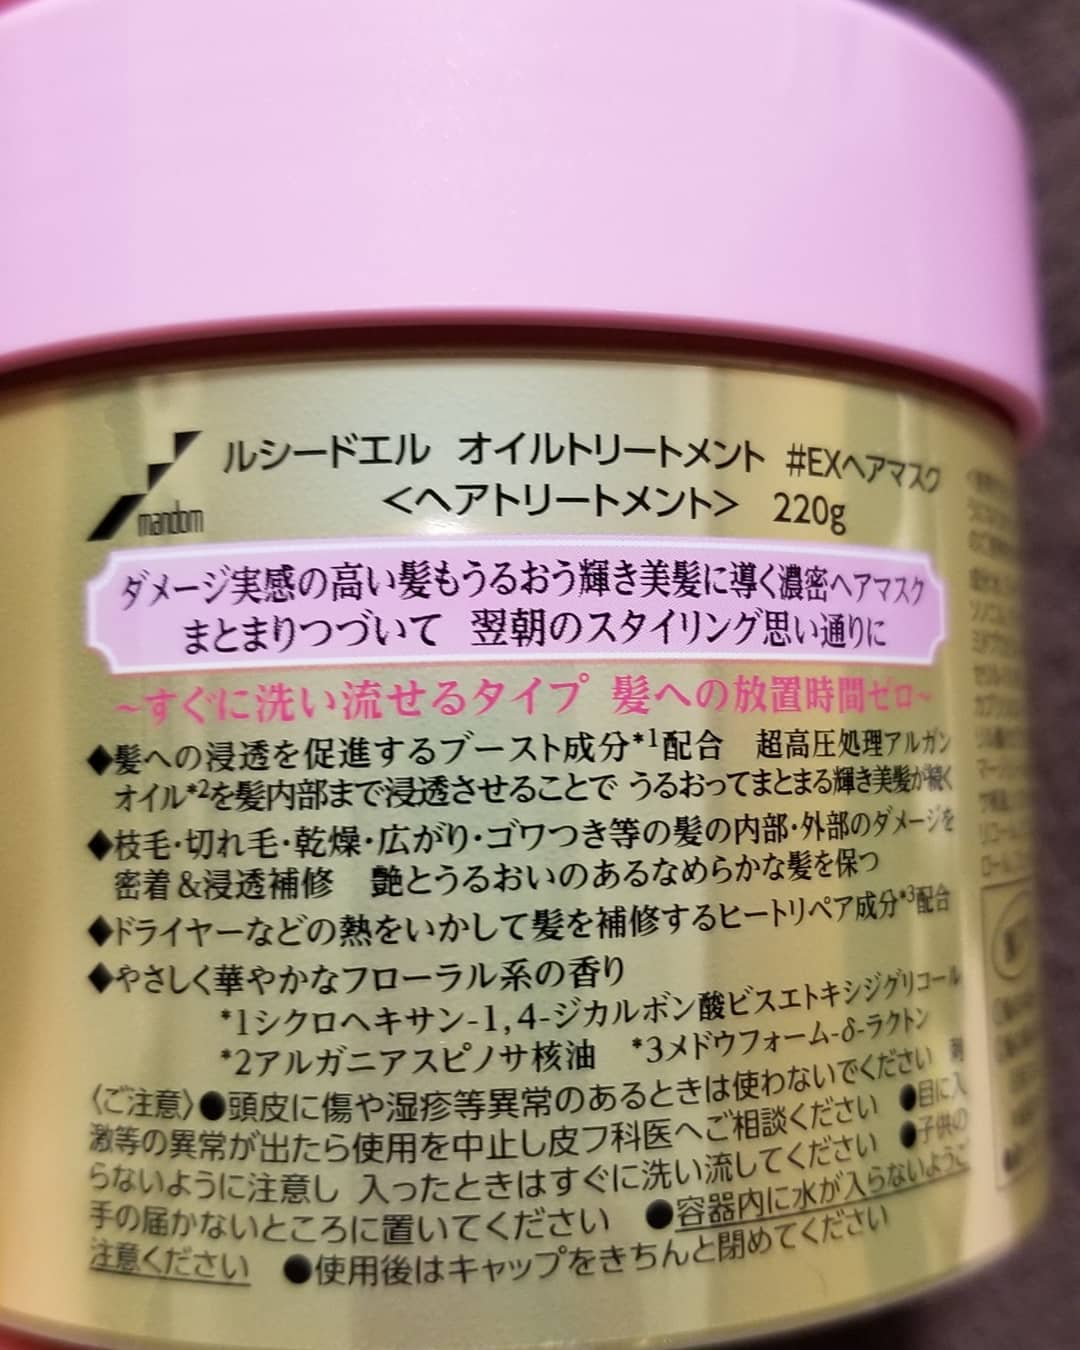 mandom
ルシードエル オイルトリートメント #EXヘアマスク
<ヘアトリートメント> 220g
ダメージ実感の高い髪もうるおう輝き美髪に導く濃密ヘアマスク
まとまりつづいて 翌朝のスタイリング思い通りに
~すぐに洗い流せるタイプ 髪への放置時間ゼロ~
◆髪への浸透を促進するブースト成分*1配合 超高圧処理アルガン
オイル*2を髪内部まで浸透させることで うるおってまとまる輝き美髪が続く
◆枝毛・切れ毛・乾燥・広がり・ゴワつき等の髪の内部・外部のダメージを
密着&浸透補修 艶とうるおいのあるなめらかな髪を保つ
◆ドライヤーなどの熱をいかして髪を補修するヒートリペア成分*3配合
◆やさしく華やかなフローラル系の香り
*1シクロヘキサン-1,4-ジカルボン酸ビスエトキシジグリコール
*2アルガニアスピノサ核油 *3メドウフォーム-δ-ラクトン
〈ご注意〉●頭皮に傷や湿疹等異常のあるときは使わないでください 刺
激等の異常が出たら使用を中止し皮フ科医へご相談ください ●目に入
らないように注意し 入ったときはすぐに洗い流してください ●子供の
手の届かないところに置いてください ●容器内に水が入らないようご
注意ください ●使用後はキャップをきちんと閉めてください